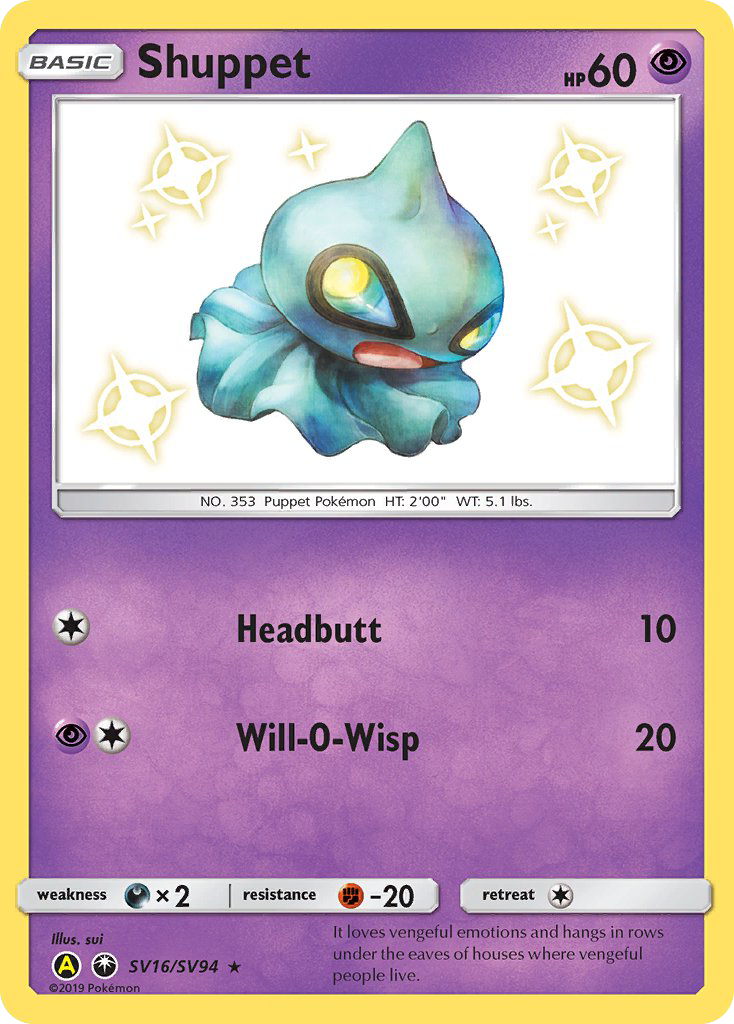 BASIC Shuppet HP60
NO. 353 Puppet Pokémon HT: 2'00" WT: 5.1 lbs.
Headbutt 10
Will-O-Wisp 20
weakness ×2 resistance -20 retreat
Illus. sui
A SV16/SV94 ★
©2019 Pokémon
It loves vengeful emotions and hangs in rows
under the eaves of houses where vengeful
people live.